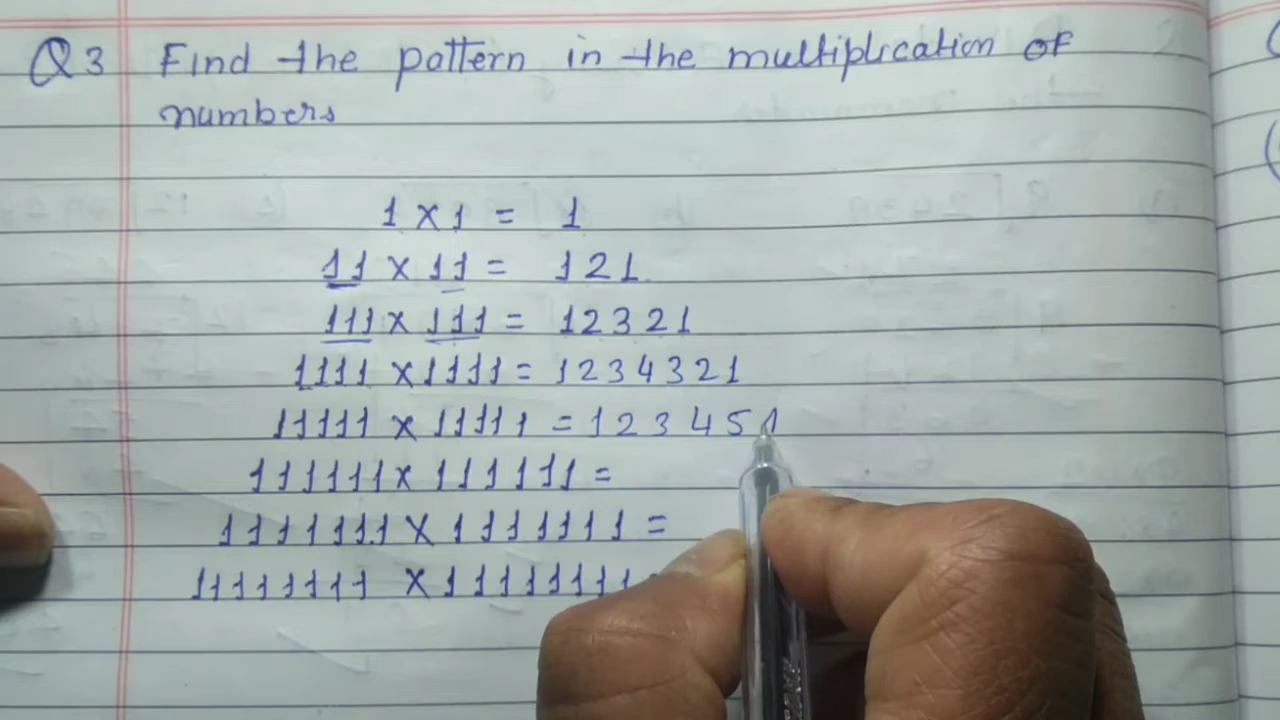 Q3 Find the pattern in the multiplication of
numbers
1 × 1 = 1
11 × 11 = 121
111 × 111 = 12321
1111 × 1111 = 1234321
11111 × 11111 = 12345
111111 × 111111 =
1111111 × 1111111 =
11111111 × 11111111